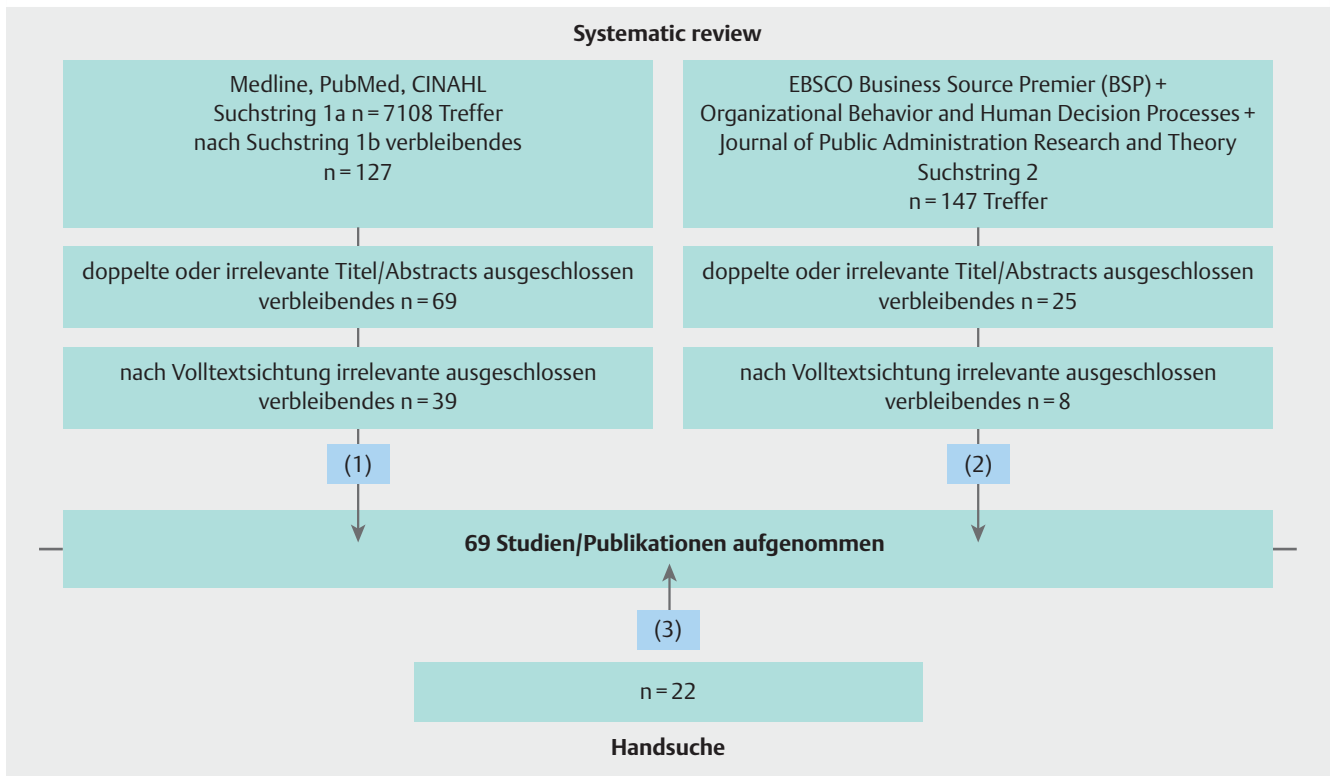 Systematic review
Medline, PubMed, CINAHL
Suchstring 1a n = 7108 Treffer
nach Suchstring 1b verbleibendes
n = 127
EBSCO Business Source Premier (BSP) +
Organizational Behavior and Human Decision Processes +
Journal of Public Administration Research and Theory
Suchstring 2
n = 147 Treffer
doppelte oder irrelevante Titel/Abstracts ausgeschlossen
verbleibendes n = 69
doppelte oder irrelevante Titel/Abstracts ausgeschlossen
verbleibendes n = 25
nach Volltextsichtung irrelevante ausgeschlossen
verbleibendes n = 39
nach Volltextsichtung irrelevante ausgeschlossen
verbleibendes n = 8
(1)
(2)
69 Studien/Publikationen aufgenommen
(3)
n = 22
Handsuche